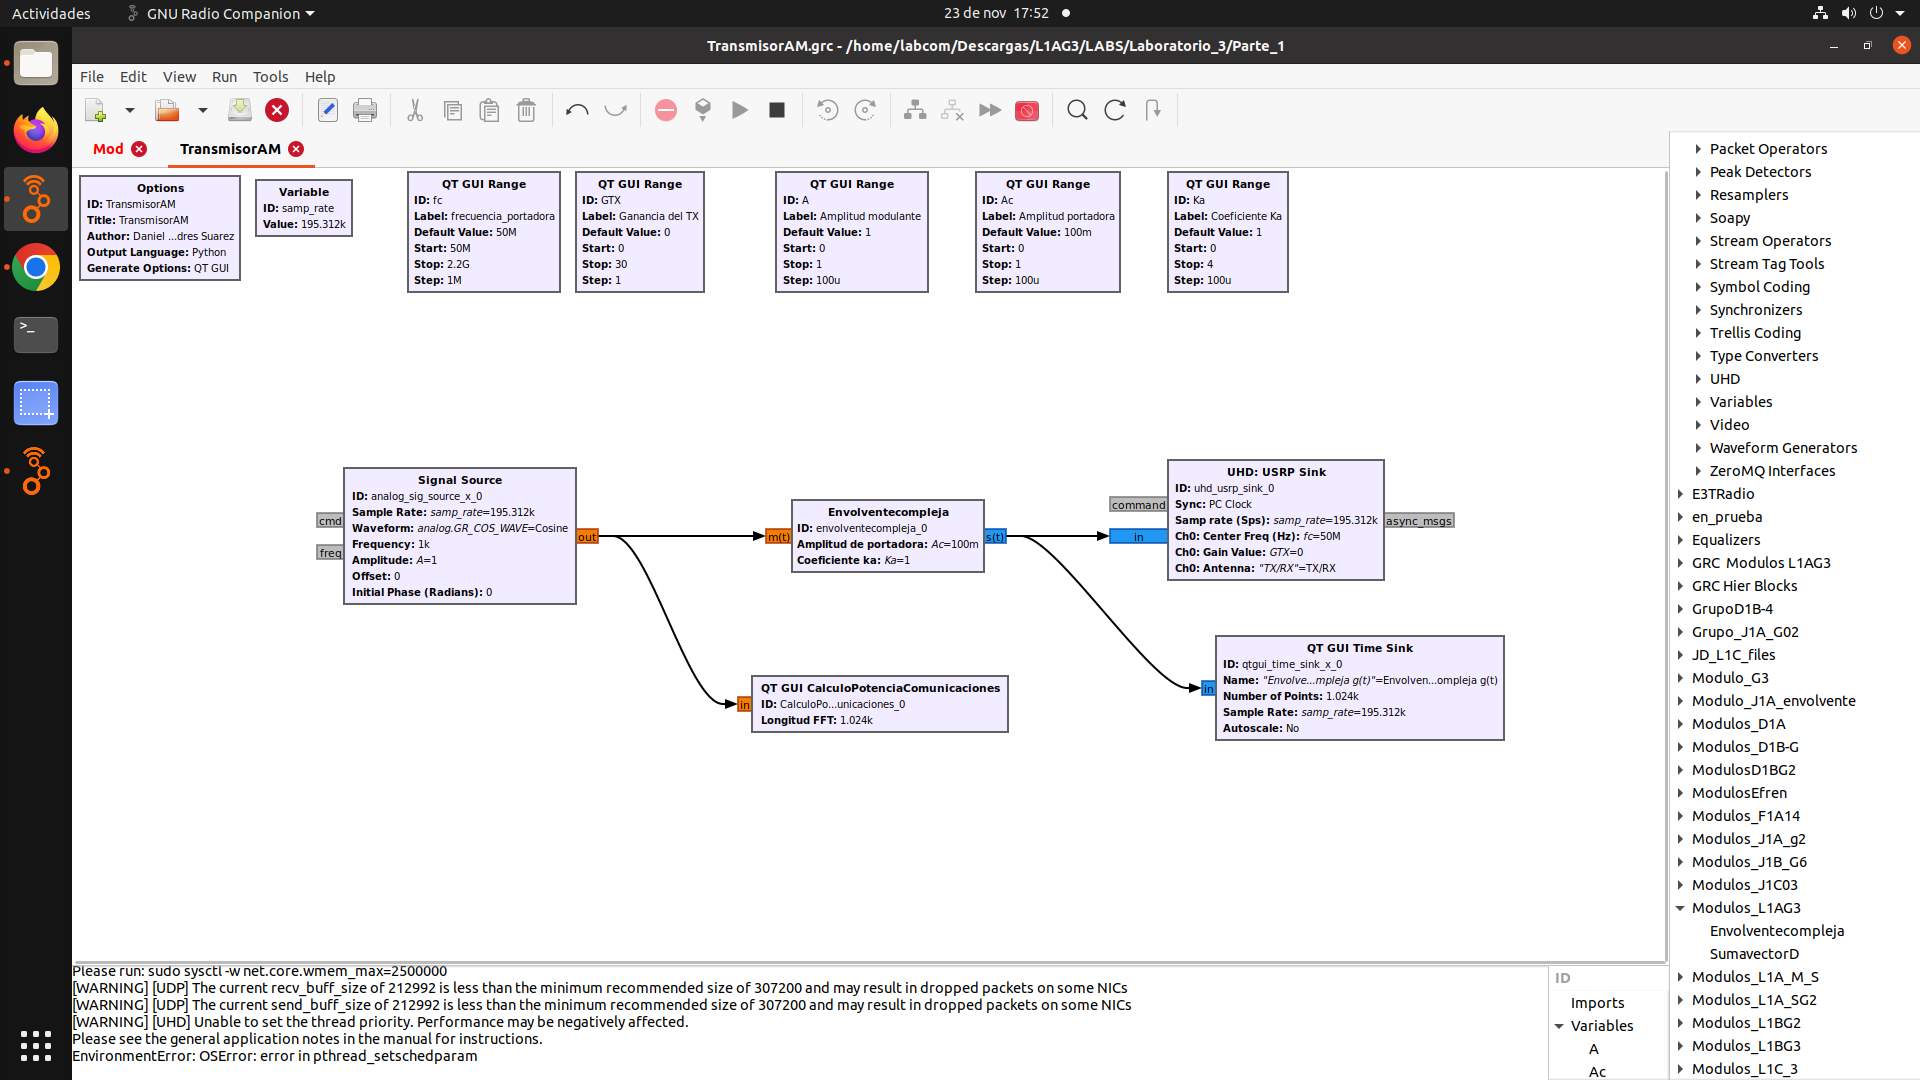 Actividades
GNU Radio Companion
23 de nov 17:52
TransmisorAM.grc - /home/labcom/Descargas/L1AG3/LABS/Laboratorio_3/Parte_1
File Edit View Run Tools Help
Mod
TransmisorAM
Options
ID: TransmisorAM
Title: TransmisorAM
Author: Daniel ...dres Suarez
Output Language: Python
Generate Options: QT GUI
Variable
ID: samp_rate
Value: 195.312k
QT GUI Range
ID: fc
Label: frecuencia_portadora
Default Value: 50M
Start: 50M
Stop: 2.2G
Step: 1M
QT GUI Range
ID: GTX
Label: Ganancia del TX
Default Value: 0
Start: 0
Stop: 30
Step: 1
QT GUI Range
ID: A
Label: Amplitud modulante
Default Value: 1
Start: 0
Stop: 1
Step: 100u
QT GUI Range
ID: Ac
Label: Amplitud portadora
Default Value: 100m
Start: 0
Stop: 1
Step: 100u
QT GUI Range
ID: Ka
Label: Coeficiente Ka
Default Value: 1
Start: 0
Stop: 4
Step: 100u
Signal Source
ID: analog_sig_source_x_0
Sample Rate: samp_rate=195.312k
Waveform: analog.GR_COS_WAVE=Cosine
Frequency: 1k
Amplitude: A=1
Offset: 0
Initial Phase (Radians): 0
cmd
freq
out
m(t)
Envolventecompleja
ID: envolventecompleja_0
Amplitud de portadora: Ac=100m
Coeficiente ka: Ka=1
s(t)
command
in
UHD: USRP Sink
ID: uhd_usrp_sink_0
Sync: PC Clock
Samp rate (Sps): samp_rate=195.312k
Ch0: Center Freq (Hz): fc=50M
Ch0: Gain Value: GTX=0
Ch0: Antenna: "TX/RX"=TX/RX
async_msgs
in
QT GUI CalculoPotenciaComunicaciones
ID: CalculoPo...unicaciones_0
Longitud FFT: 1.024k
in
QT GUI Time Sink
ID: qtgui_time_sink_x_0
Name: "Envolve...mpleja g(t)"=Envolven...ompleja g(t)
Number of Points: 1.024k
Sample Rate: samp_rate=195.312k
Autoscale: No
Packet Operators
Peak Detectors
Resamplers
Soapy
Stream Operators
Stream Tag Tools
Symbol Coding
Synchronizers
Trellis Coding
Type Converters
UHD
Variables
Video
Waveform Generators
ZeroMQ Interfaces
E3TRadio
en_prueba
Equalizers
GRC Modulos L1AG3
GRC Hier Blocks
GrupoD1B-4
Grupo_J1A_G02
JD_L1C_files
Modulo_G3
Modulo_J1A_envolvente
Modulos_D1A
Modulos_D1B-G
ModulosD1BG2
ModulosEfren
Modulos_F1A14
Modulos_J1A_g2
Modulos_J1B_G6
Modulos_J1C03
Modulos_L1AG3
Envolventecompleja
SumavectorD
Modulos_L1A_M_S
Modulos_L1A_SG2
Modulos_L1BG2
Modulos_L1BG3
Modulos_L1C_3
Please run: sudo sysctl -w net.core.wmem_max=2500000
[WARNING] [UDP] The current recv_buff_size of 212992 is less than the minimum recommended size of 307200 and may result in dropped packets on some NICs
[WARNING] [UDP] The current send_buff_size of 212992 is less than the minimum recommended size of 307200 and may result in dropped packets on some NICs
[WARNING] [UHD] Unable to set the thread priority. Performance may be negatively affected.
Please see the general application notes in the manual for instructions.
EnvironmentError: OSError: error in pthread_setschedparam
ID
Imports
Variables
A
Ac